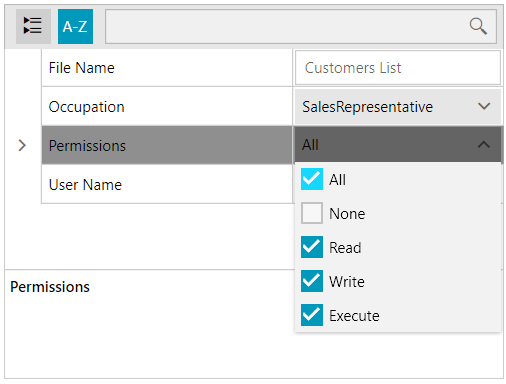 A-Z
File Name Customers List
Occupation SalesRepresentative
Permissions All
User Name
All
None
Read
Write
Execute
Permissions